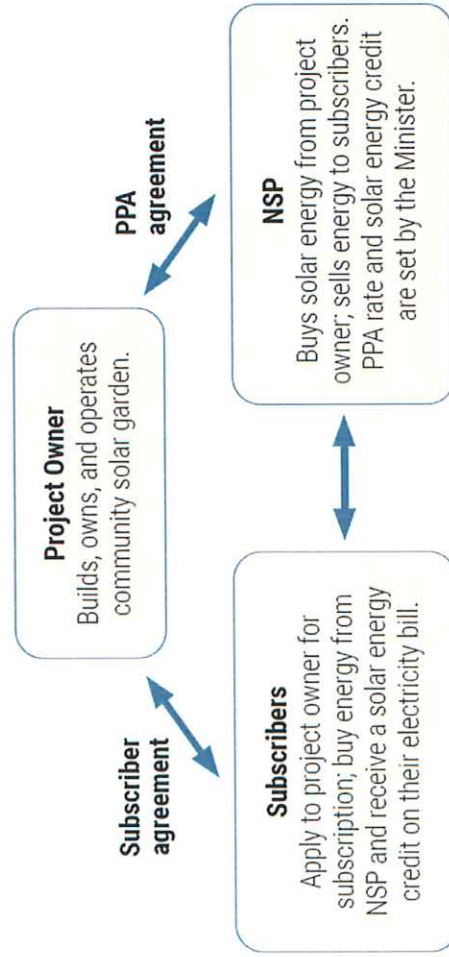 Project Owner
Builds, owns, and operates
community solar garden.
Subscriber
agreement
PPA
agreement
Subscribers
Apply to project owner for
subscription; buy energy from
NSP and receive a solar energy
credit on their electricity bill.
NSP
Buys solar energy from project
owner; sells energy to subscribers.
PPA rate and solar energy credit
are set by the Minister.